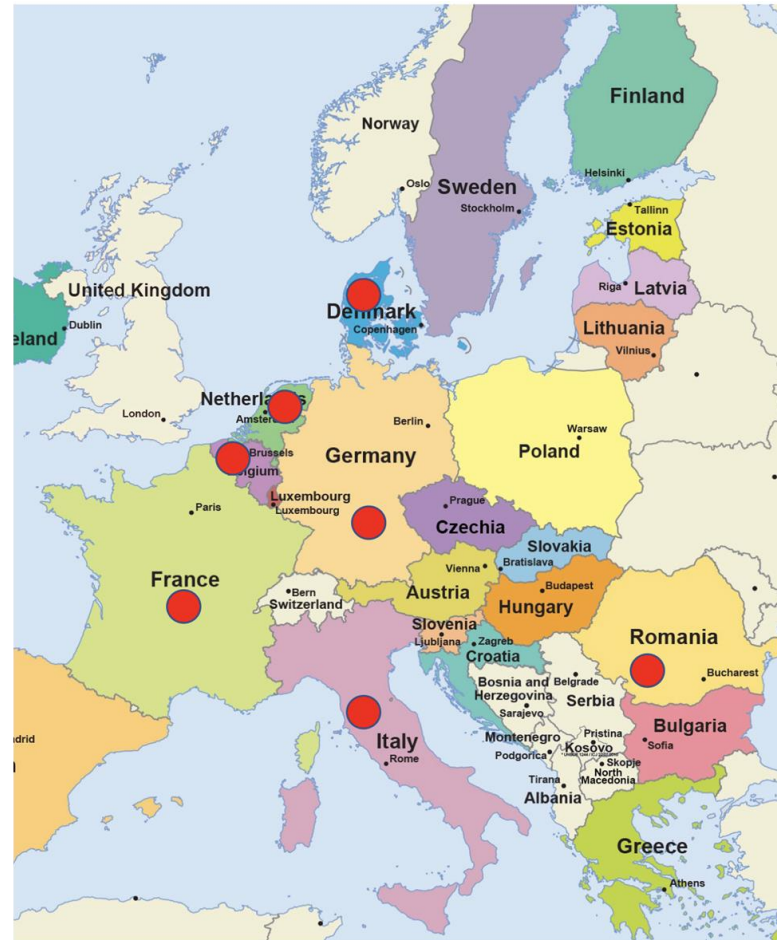 Finland
Norway
Helsinki
Oslo
Sweden
Stockholm
Tallinn
Estonia
United Kingdom
Riga
Latvia
Denmark
Copenhagen
Lithuania
Vilnius
eland
Dublin
Netherlands
London
Amster
Berlin
Warsaw
Germany
Poland
Brussels
lgium
Luxembourg
Luxembourg
Paris
Prague
Czechia
Slovakia
Vienna
Bratislava
France
Bern
Switzerland
Austria
Budapest
Hungary
Slovenia
Ljubljana
Zagreb
Croatia
Romania
Bucharest
Bosnia and
Herzegovina
Sarajevo
Belgrade
Serbia
Bulgaria
Sofia
Italy
Rome
Montenegro
Podgorica
Pristina
Kosovo
Skopje
North
Macedonia
Tirana
Albania
Greece
Athens
drid